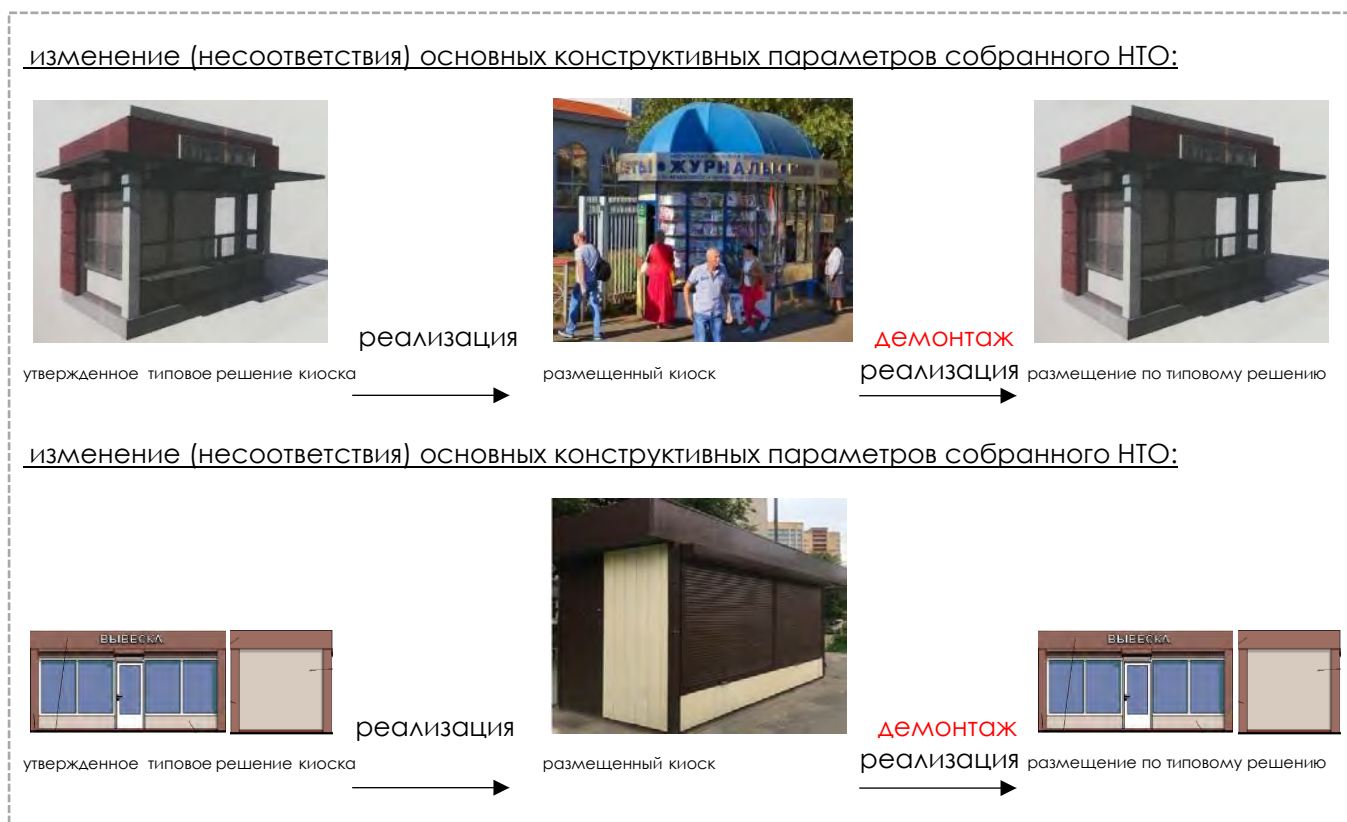 изменение (несоответствия) основных конструктивных параметров собранного НТО:
ЖУРНАЛЫ
реализация
демонтаж
реализация
утвержденное типовое решение киоска
размещенный киоск
размещение по типовому решению
изменение (несоответствия) основных конструктивных параметров собранного НТО:
ВЫВЕСКА
ВЫВЕСКА
реализация
демонтаж
реализация
утвержденное типовое решение киоска
размещенный киоск
размещение по типовому решению